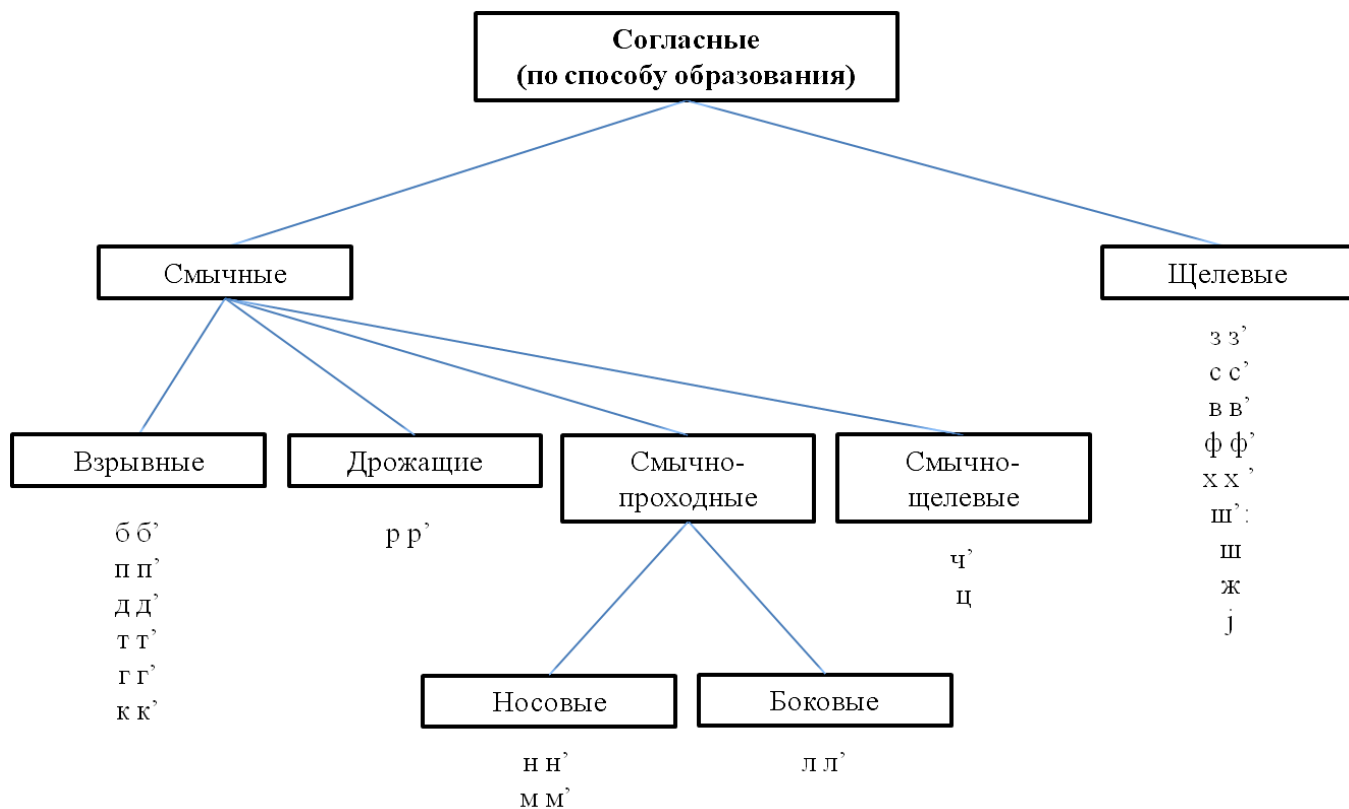 Согласные
(по способу образования)
Смычные
Щелевые
з з’
с с’
в в’
ф ф’
х х ’
ш’ :
ш
ж
j
Взрывные
Дрожащие
Смычно-
проходные
Смычно-
щелевые
б б’
п п’
д д’
т т’
г г’
к к’
р р’
ч’
ц
Носовые
Боковые
н н’
м м’
л л’